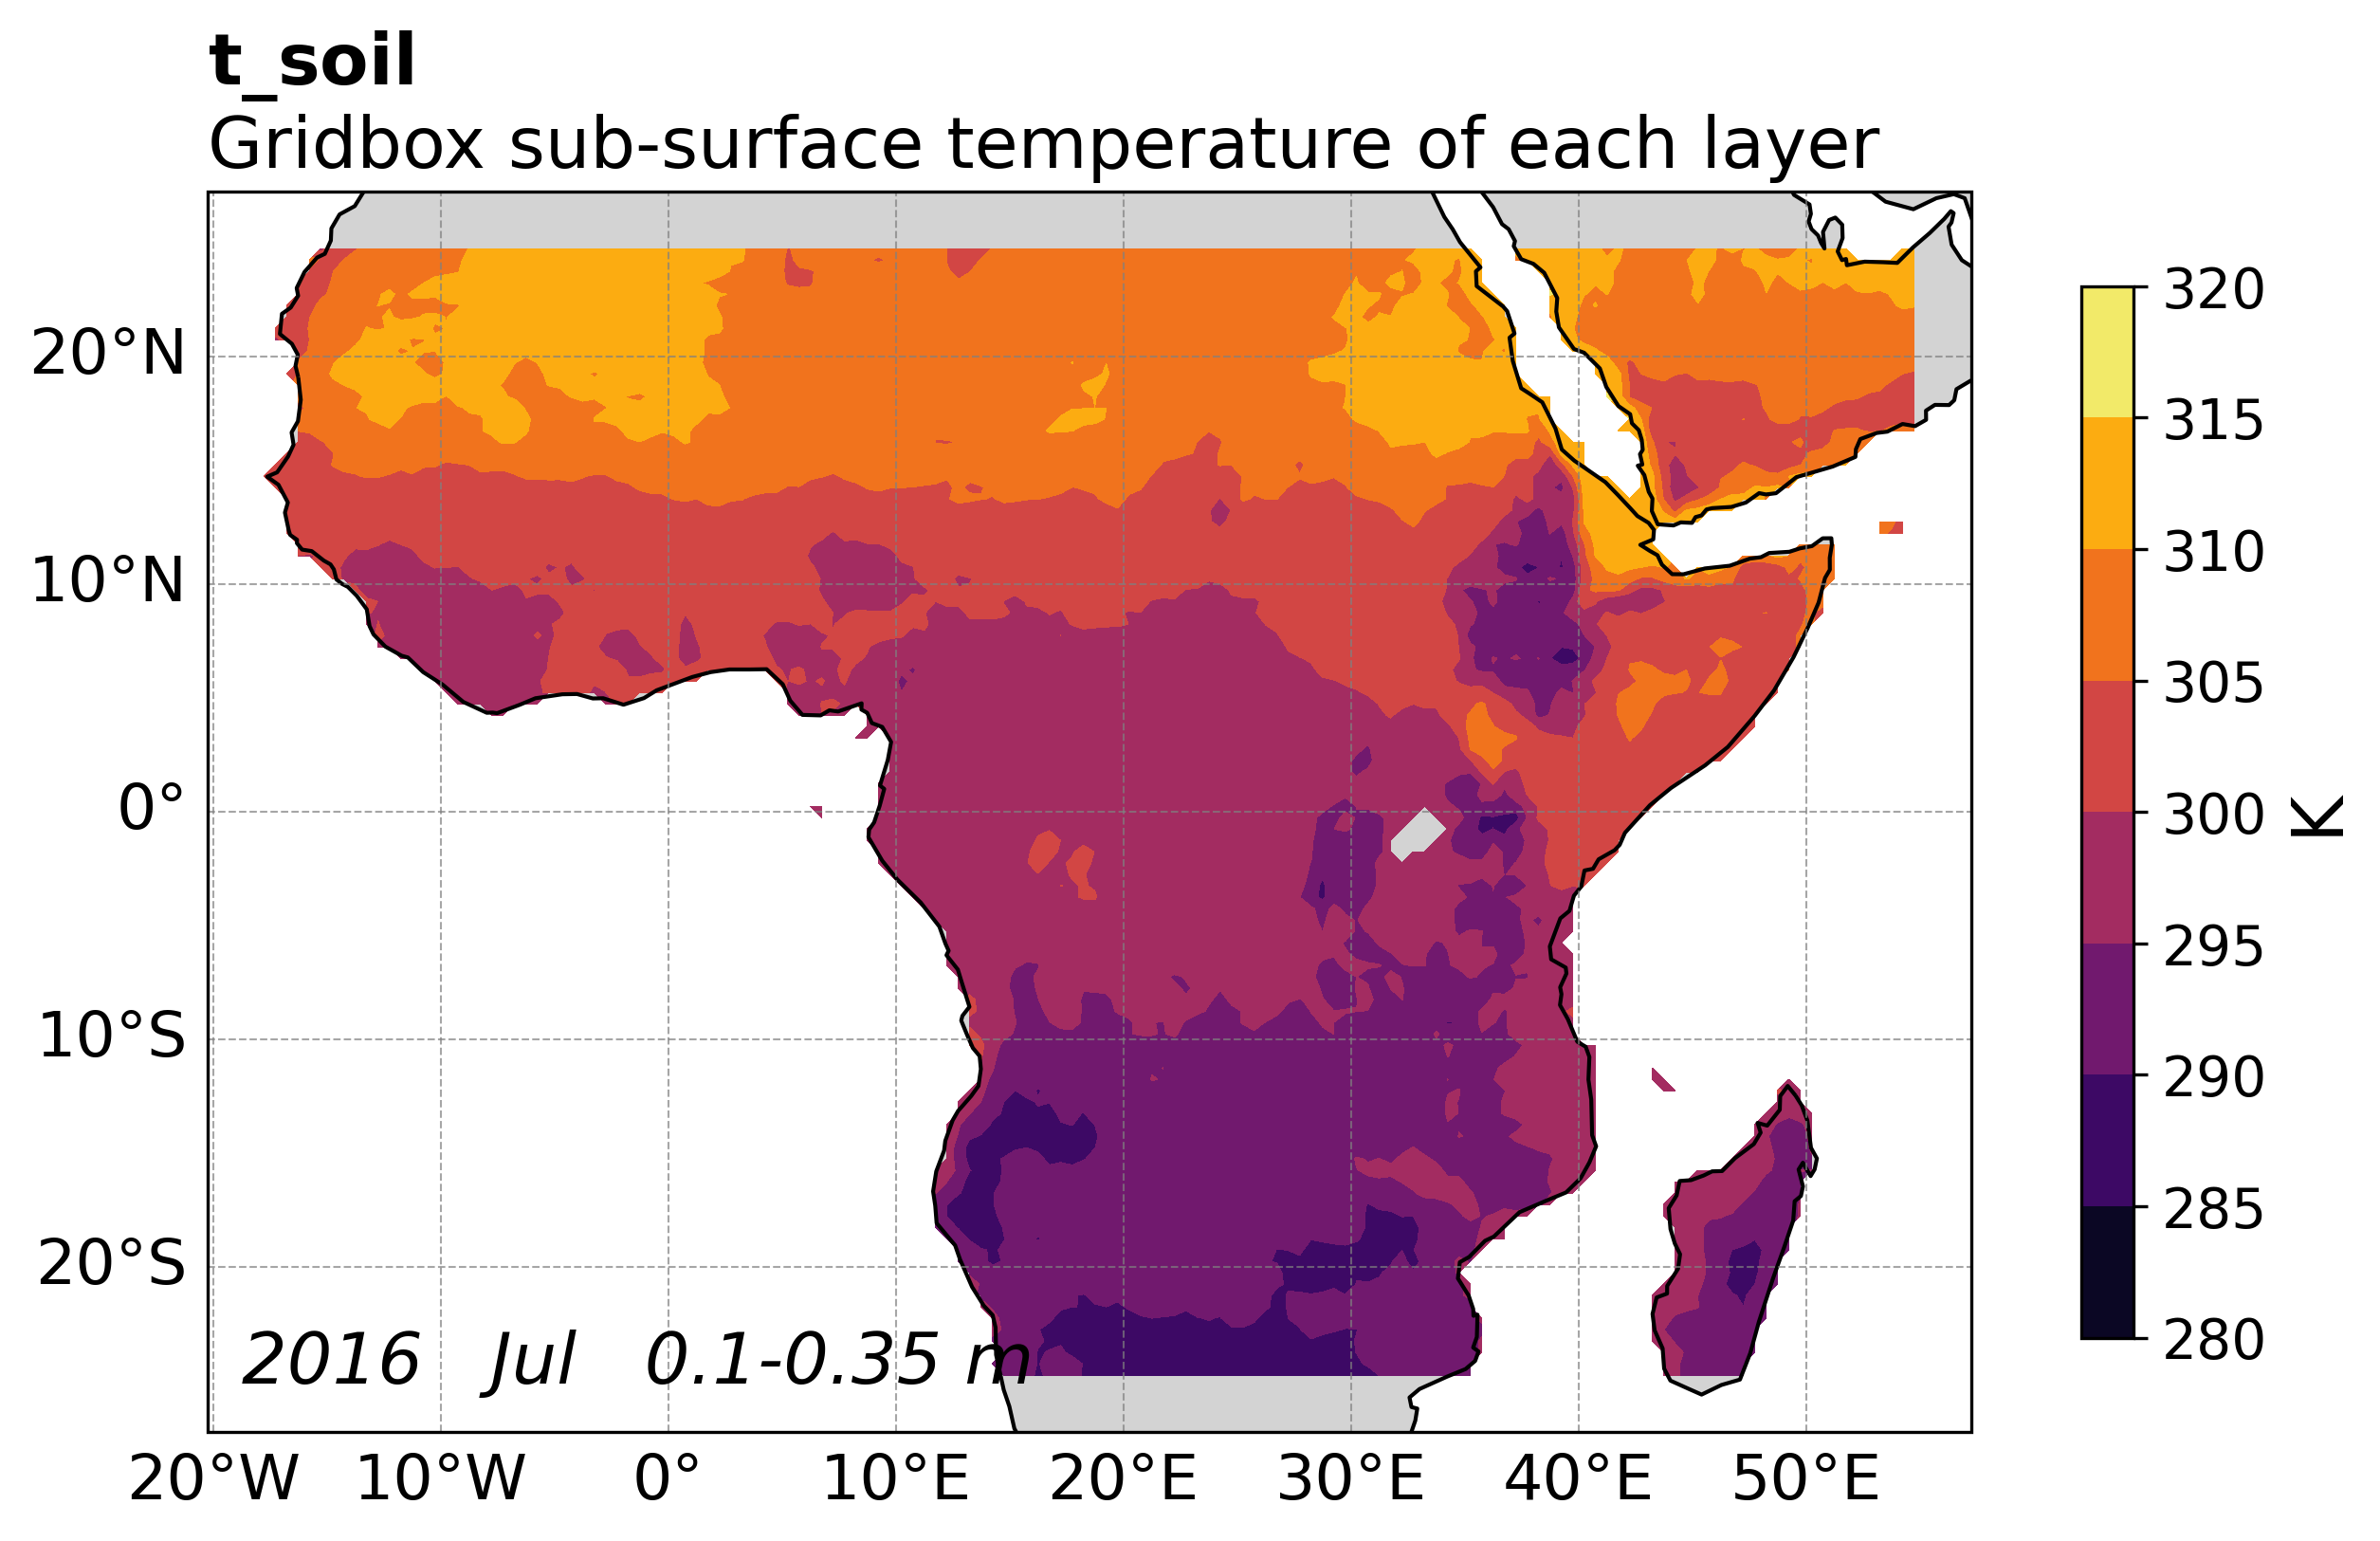 t_soil
Gridbox sub-surface temperature of each layer
20°N
10°N
0°
10°S
20°S
2016 Jul 0.1-0.35 m
20°W 10°W 0° 10°E 20°E 30°E 40°E 50°E
320
315
310
305
300
295
290
285
280
K